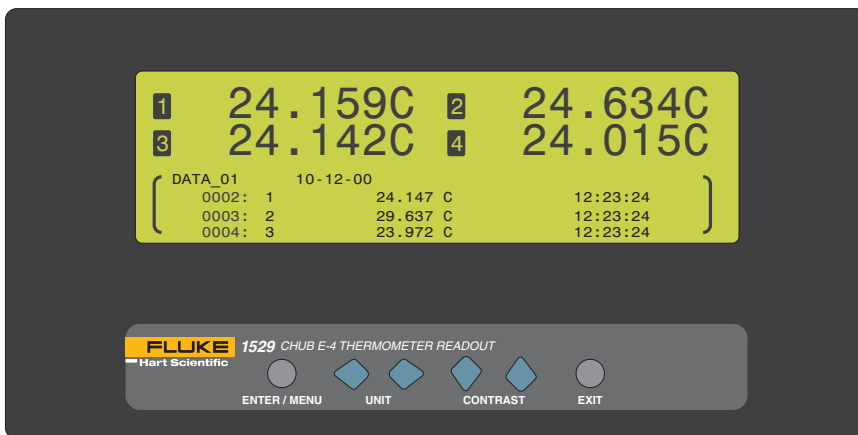 1 24.159C 2 24.634C
3 24.142C 4 24.015C
DATA_01 10-12-00
0002: 1 24.147 C 12:23:24
0003: 2 29.637 C 12:23:24
0004: 3 23.972 C 12:23:24
FLUKE 1529 CHUB E-4 THERMOMETER READOUT
Hart Scientific
ENTER / MENU UNIT CONTRAST EXIT